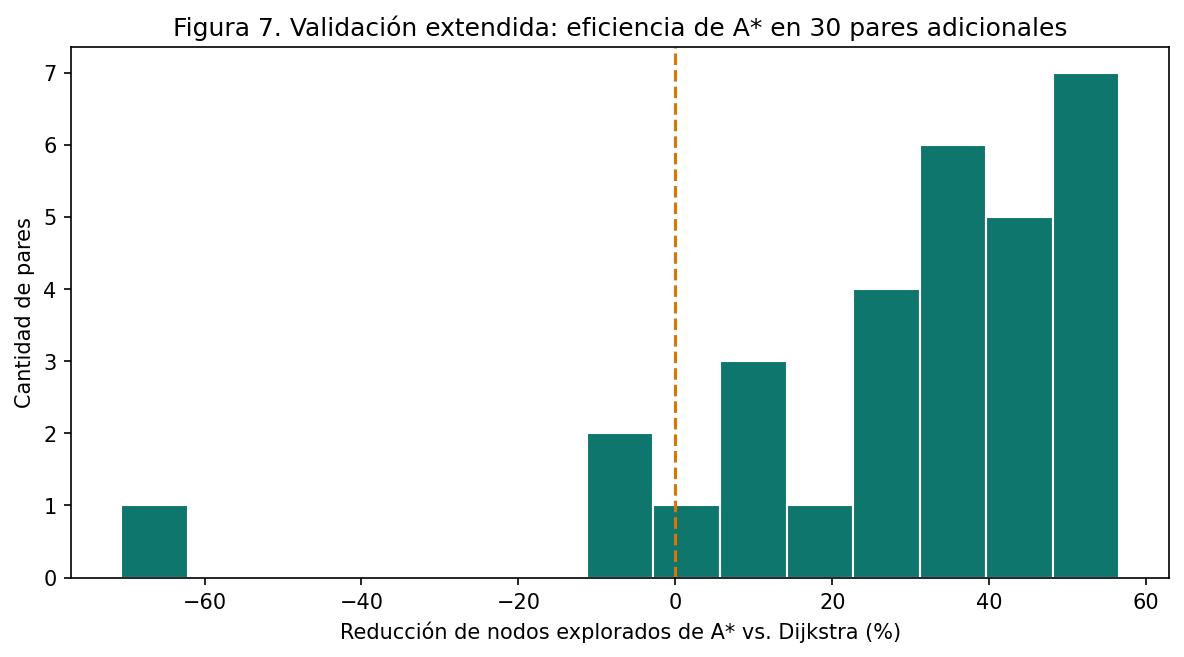 Figura 7. Validación extendida: eficiencia de A* en 30 pares adicionales
7
6
5
4
3
2
1
0
Cantidad de pares
−60 −40 −20 0 20 40 60
Reducción de nodos explorados de A* vs. Dijkstra (%)